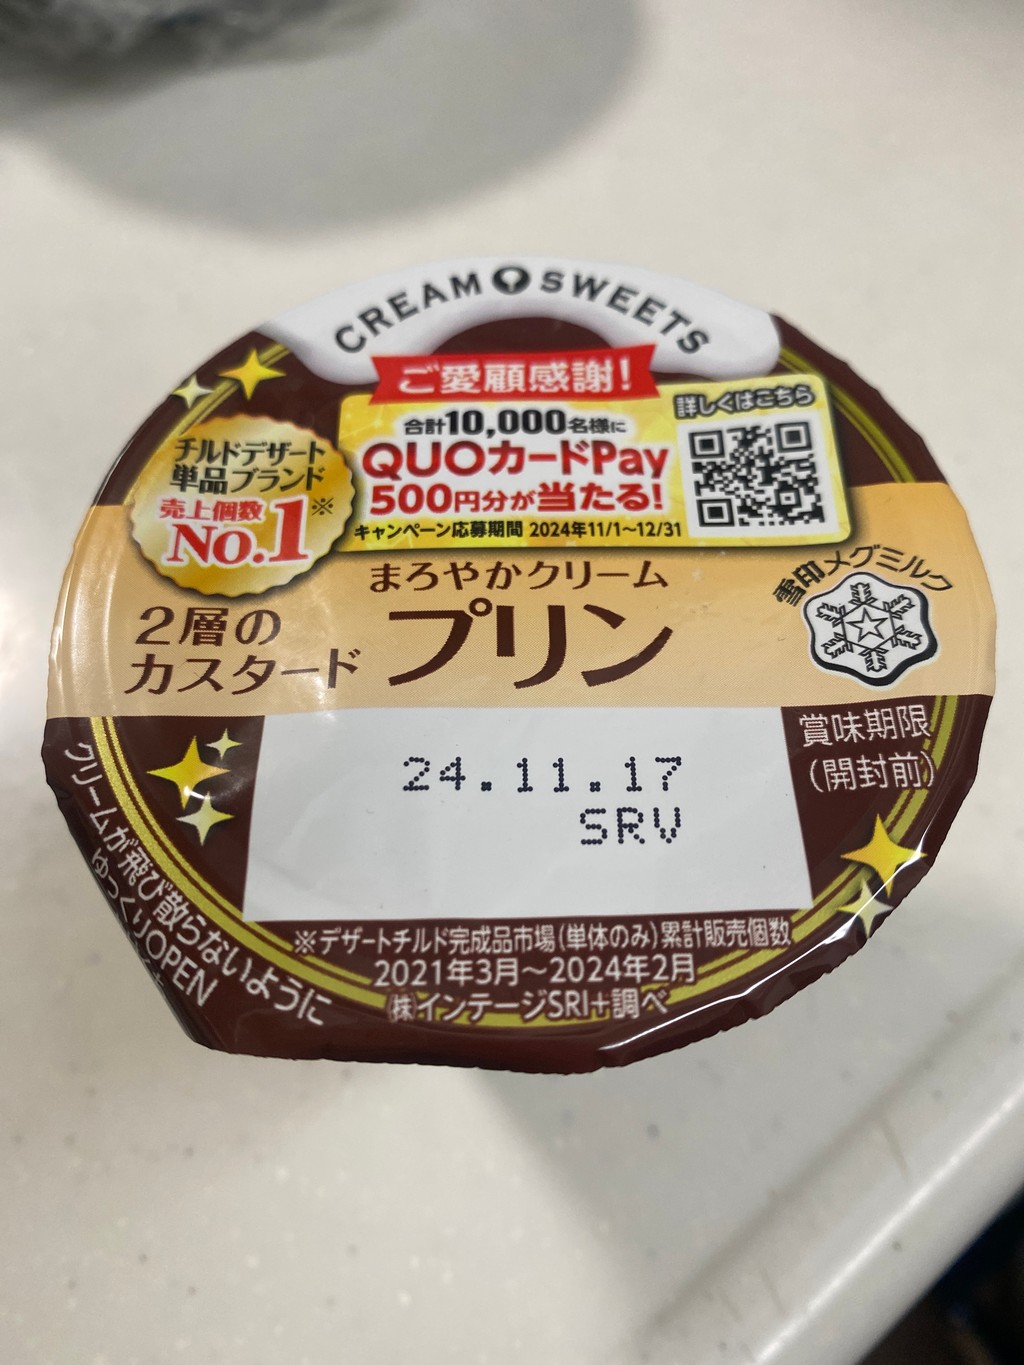 CREAM SWEETS
ご愛顧感謝!
合計10,000名様に
QUOカードPay
500円分が当たる!
キャンペーン応募期間 2024年11/1~12/31
詳しくはこちら
チルドデザート
単品ブランド
売上個数
No.1※
雪印メグミルク
まろやかクリーム
2層の
カスタード
プリン
賞味期限
(開封前)
24.11.17
SRV
クリームが飛び散らないように
ゆっくりOPEN
※デザートチルド完成品市場(単体のみ)累計販売個数
2021年3月~2024年2月
㈱インテージSRI+調べ